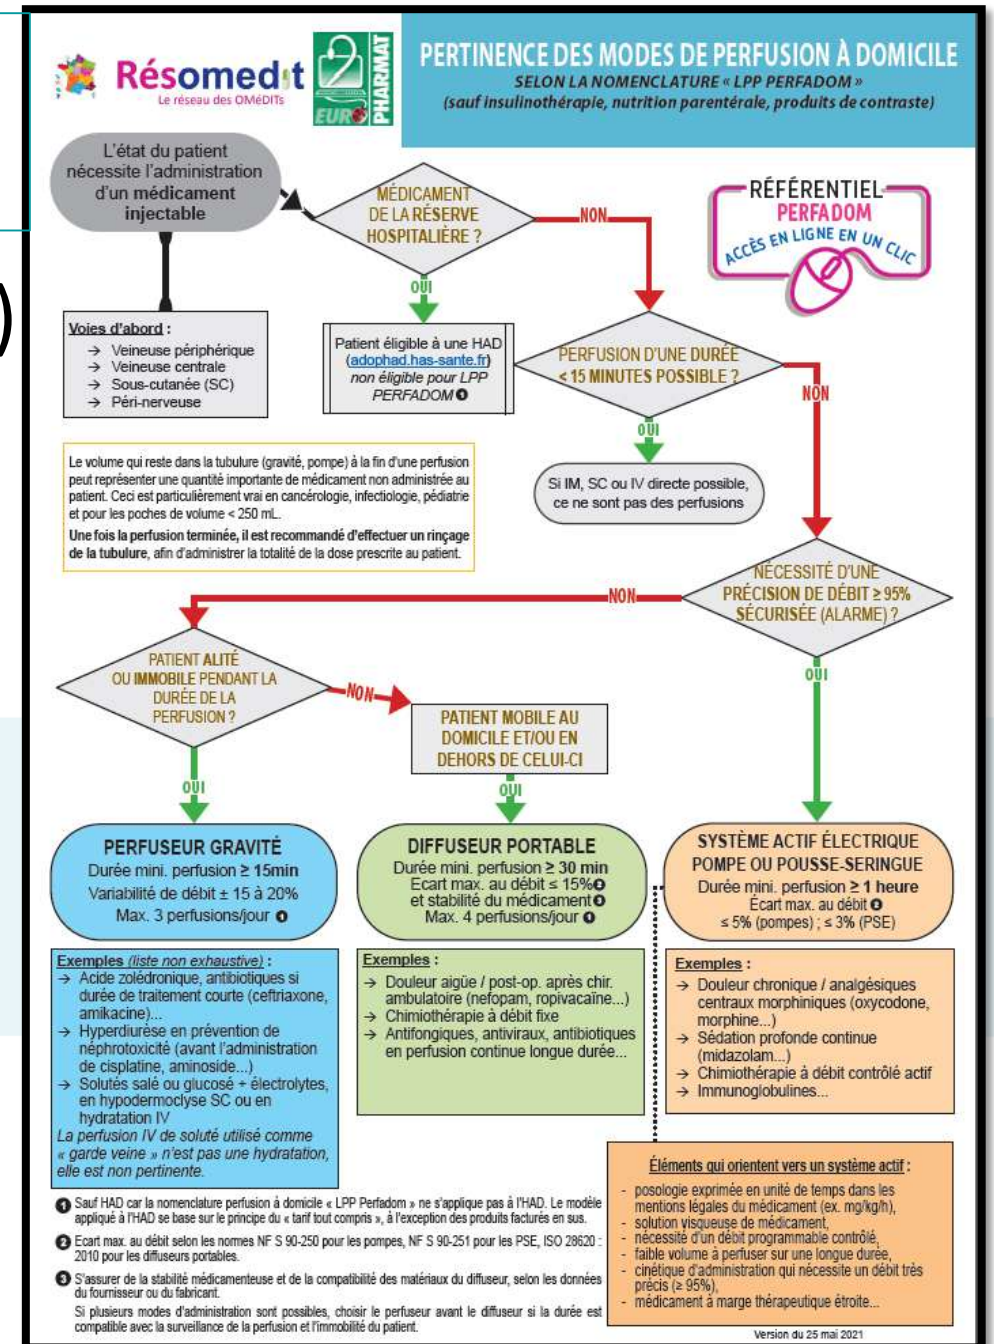 )
Résomedit
Le réseau des OMéDITs
EURO
PHARMAT
PERTINENCE DES MODES DE PERFUSION À DOMICILE
SELON LA NOMENCLATURE « LPP PERFADOM »
(sauf insulinothérapie, nutrition parentérale, produits de contraste)
L'état du patient
nécessite l'administration
d'un médicament
injectable
MÉDICAMENT
DE LA RÉSERVE
HOSPITALIÈRE ?
NON
RÉFÉRENTIEL
PERFADOM
ACCÈS EN LIGNE EN UN CLIC
OUI
Voies d'abord :
→ Veineuse périphérique
→ Veineuse centrale
→ Sous-cutanée (SC)
→ Péri-nerveuse
Patient éligible à une HAD
(adophad.has-sante.fr)
non éligible pour LPP
PERFADOM ❶
PERFUSION D'UNE DURÉE
< 15 MINUTES POSSIBLE ?
NON
OUI
Le volume qui reste dans la tubulure (gravité, pompe) à la fin d'une perfusion
peut représenter une quantité importante de médicament non administrée au
patient. Ceci est particulièrement vrai en cancérologie, infectiologie, pédiatrie
et pour les poches de volume < 250 mL.
Une fois la perfusion terminée, il est recommandé d'effectuer un rinçage
de la tubulure, afin d'administrer la totalité de la dose prescrite au patient.
Si IM, SC ou IV directe possible,
ce ne sont pas des perfusions
NÉCESSITÉ D'UNE
PRÉCISION DE DÉBIT ≥ 95%
SÉCURISÉE (ALARME) ?
NON
OUI
PATIENT ALITÉ
OU IMMOBILE PENDANT LA
DURÉE DE LA
PERFUSION ?
NON
PATIENT MOBILE AU
DOMICILE ET/OU EN
DEHORS DE CELUI-CI
OUI
OUI
PERFUSEUR GRAVITÉ
Durée mini. perfusion ≥ 15min
Variabilité de débit ± 15 à 20%
Max. 3 perfusions/jour ❶
DIFFUSEUR PORTABLE
Durée mini. perfusion ≥ 30 min
Ecart max. au débit ≤ 15%❷
et stabilité du médicament❸
Max. 4 perfusions/jour ❶
SYSTÈME ACTIF ÉLECTRIQUE
POMPE OU POUSSE-SERINGUE
Durée mini. perfusion ≥ 1 heure
Écart max. au débit ❷
≤ 5% (pompes) ; ≤ 3% (PSE)
Exemples (liste non exhaustive) :
→ Acide zolédronique, antibiotiques si
durée de traitement courte (ceftriaxone,
amikacine)...
→ Hyperdiurèse en prévention de
néphrotoxicité (avant l'administration
de cisplatine, aminoside...)
→ Solutés salé ou glucosé + électrolytes,
en hypodermoclyse SC ou en
hydratation IV
La perfusion IV de soluté utilisé comme
« garde veine » n'est pas une hydratation,
elle est non pertinente.
Exemples :
→ Douleur aigüe / post-op. après chir.
ambulatoire (nefopam, ropivacaïne...)
→ Chimiothérapie à débit fixe
→ Antifongiques, antiviraux, antibiotiques
en perfusion continue longue durée...
Exemples :
→ Douleur chronique / analgésiques
centraux morphiniques (oxycodone,
morphine...)
→ Sédation profonde continue
(midazolam...)
→ Chimiothérapie à débit contrôlé actif
→ Immunoglobulines...
Éléments qui orientent vers un système actif :
- posologie exprimée en unité de temps dans les
mentions légales du médicament (ex. mg/kg/h),
- solution visqueuse de médicament,
- nécessité d'un débit programmable contrôlé,
- faible volume à perfuser sur une longue durée,
- cinétique d'administration qui nécessite un débit très
précis (≥ 95%),
- médicament à marge thérapeutique étroite...
❶ Sauf HAD car la nomenclature perfusion à domicile « LPP Perfadom » ne s'applique pas à l'HAD. Le modèle
appliqué à l'HAD se base sur le principe du « tarif tout compris », à l'exception des produits facturés en sus.
❷ Ecart max. au débit selon les normes NF S 90-250 pour les pompes, NF S 90-251 pour les PSE, ISO 28620 :
2010 pour les diffuseurs portables.
❸ S'assurer de la stabilité médicamenteuse et de la compatibilité des matériaux du diffuseur, selon les données
du fournisseur ou du fabricant.
Si plusieurs modes d'administration sont possibles, choisir le perfuseur avant le diffuseur si la durée est
compatible avec la surveillance de la perfusion et l'immobilité du patient.
Version du 25 mai 2021